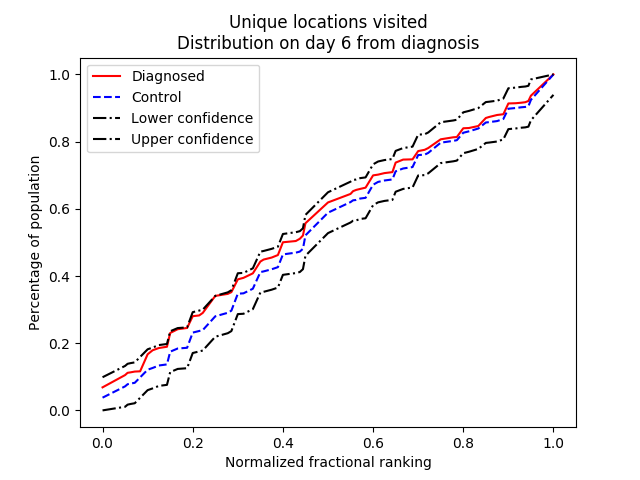 Unique locations visited
Distribution on day 6 from diagnosis
Diagnosed
Control
Lower confidence
Upper confidence
Percentage of population
1.0
0.8
0.6
0.4
0.2
0.0
0.0 0.2 0.4 0.6 0.8 1.0
Normalized fractional ranking